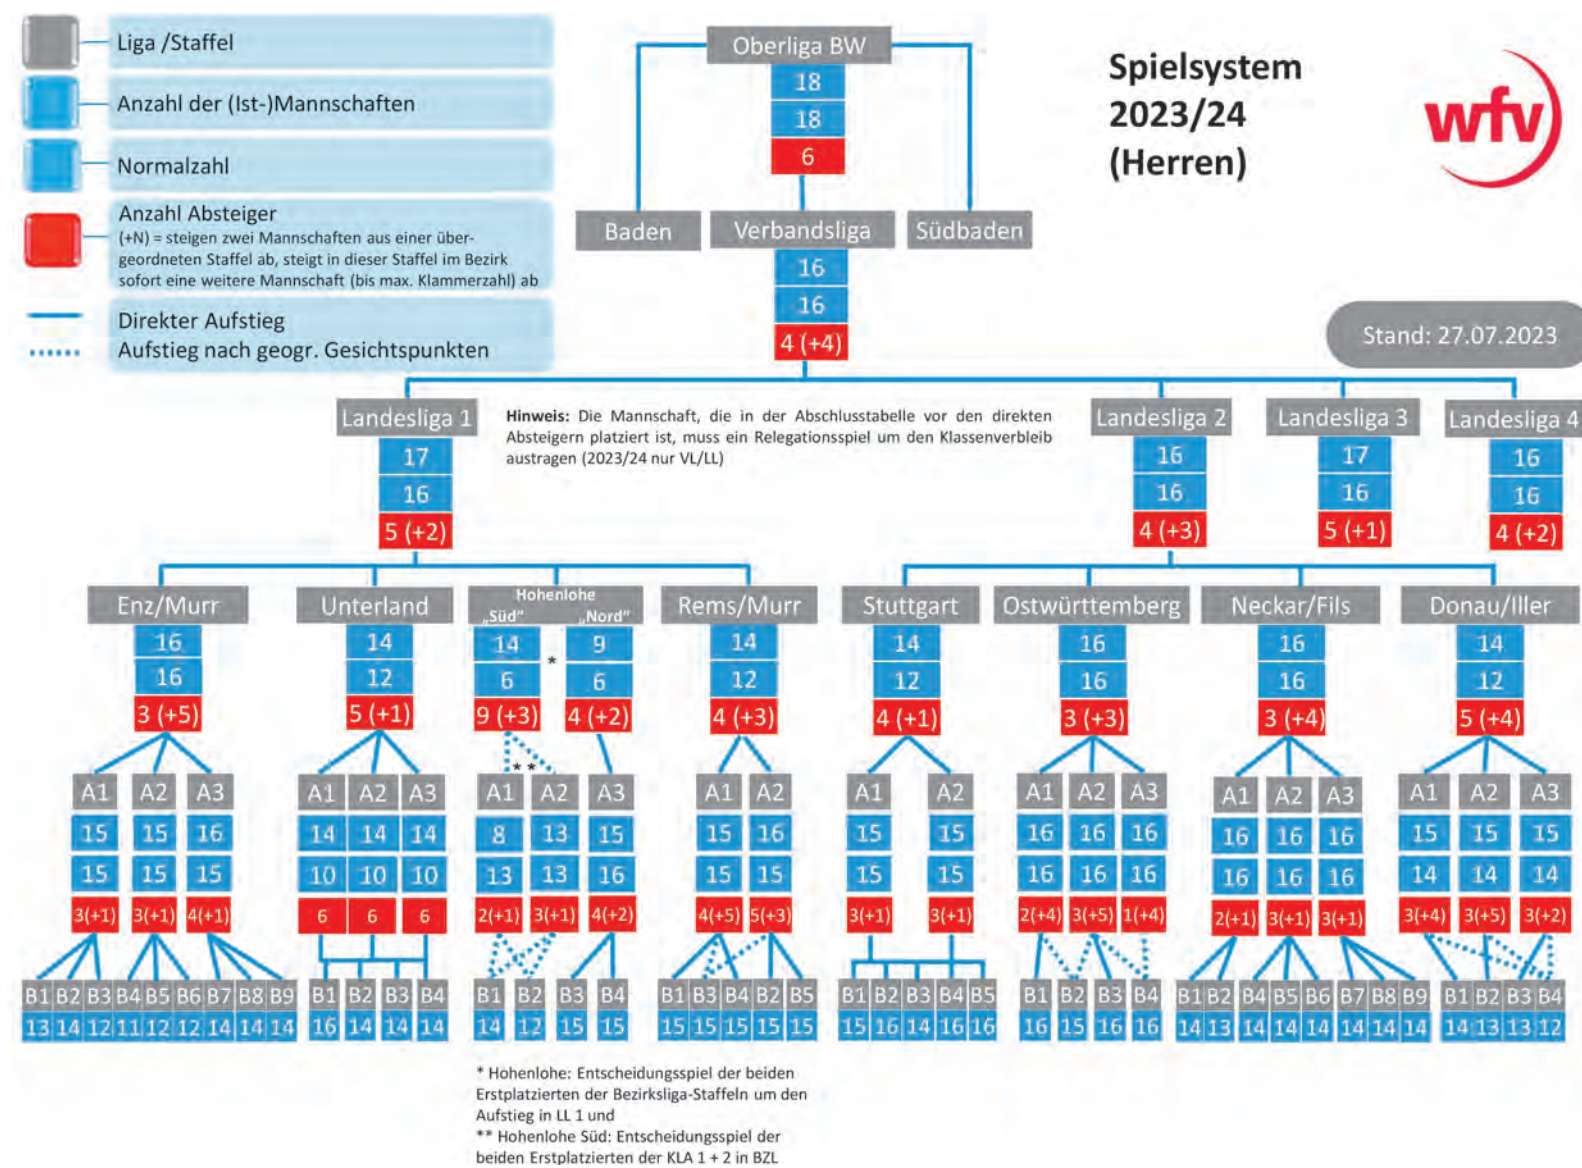 Liga /Staffel
Anzahl der (Ist-)Mannschaften
Normalzahl
Anzahl Absteiger
(+N) = steigen zwei Mannschaften aus einer über-
geordneten Staffel ab, steigt in dieser Staffel im Bezirk
sofort eine weitere Mannschaft (bis max. Klammerzahl) ab
Direkter Aufstieg
Aufstieg nach geogr. Gesichtspunkten
Oberliga BW
18
18
6
Spielsystem
2023/24
(Herren)
wfv
Baden Verbandsliga Südbaden
16
16
4 (+4)
Stand: 27.07.2023
Landesliga 1 Landesliga 2 Landesliga 3 Landesliga 4
Hinweis: Die Mannschaft, die in der Abschlusstabelle vor den direkten
Absteigern platziert ist, muss ein Relegationsspiel um den Klassenverbleib
austragen (2023/24 nur VL/LL)
17 16 17 16
16 16 16 16
5 (+2) 4 (+3) 5 (+1) 4 (+2)
Enz/Murr Unterland Hohenlohe Rems/Murr Stuttgart Ostwürttemberg Neckar/Fils Donau/Iller
„Süd" „Nord"
16 14 14 9 14 14 16 16 14
*
16 12 6 6 12 12 16 16 12
3 (+5) 5 (+1) 9 (+3) 4 (+2) 4 (+3) 4 (+1) 3 (+3) 3 (+4) 5 (+4)
* *
A1 A2 A3 A1 A2 A3 A1 A2 A3 A1 A2 A1 A2 A1 A2 A3 A1 A2 A3 A1 A2 A3
15 15 16 14 14 14 8 13 15 15 16 15 15 16 16 16 16 16 16 15 15 15
15 15 15 10 10 10 13 13 16 15 15 15 15 16 16 16 16 16 16 14 14 14
3(+1) 3(+1) 4(+1) 6 6 6 2(+1) 3(+1) 4(+2) 4(+5) 5(+3) 3(+1) 3(+1) 2(+4) 3(+5) 1(+4) 2(+1) 3(+1) 3(+1) 3(+4) 3(+5) 3(+2)
B1 B2 B3 B4 B5 B6 B7 B8 B9 B1 B2 B3 B4 B1 B2 B3 B4 B1 B3 B4 B2 B5 B1 B2 B3 B4 B5 B1 B2 B3 B4 B1 B2 B4 B5 B6 B7 B8 B9 B1 B2 B3 B4
13 14 12 11 12 12 14 14 14 16 14 14 14 14 12 15 15 15 15 15 15 15 15 16 14 16 16 16 15 16 16 14 13 14 14 14 14 14 14 14 13 13 12
* Hohenlohe: Entscheidungsspiel der beiden
Erstplatzierten der Bezirksliga-Staffeln um den
Aufstieg in LL 1 und
** Hohenlohe Süd: Entscheidungsspiel der
beiden Erstplatzierten der KLA 1 + 2 in BZL